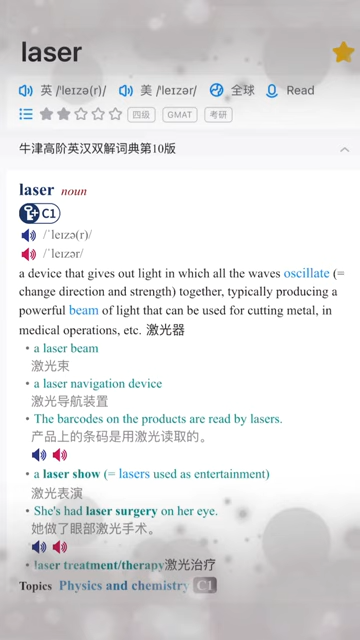 laser
英 /ˈleɪzə(r)/ 美 /ˈleɪzər/ 全球 Read
四级 GMAT 考研
牛津高阶英汉双解词典第10版
laser noun
C1
/ˈleɪzə(r)/
/ˈleɪzər/
a device that gives out light in which all the waves oscillate (=
change direction and strength) together, typically producing a
powerful beam of light that can be used for cutting metal, in
medical operations, etc. 激光器
• a laser beam
激光束
• a laser navigation device
激光导航装置
• The barcodes on the products are read by lasers.
产品上的条码是用激光读取的。
• a laser show (= lasers used as entertainment)
激光表演
• She's had laser surgery on her eye.
她做了眼部激光手术。
• laser treatment/therapy激光治疗
Topics Physics and chemistry C1